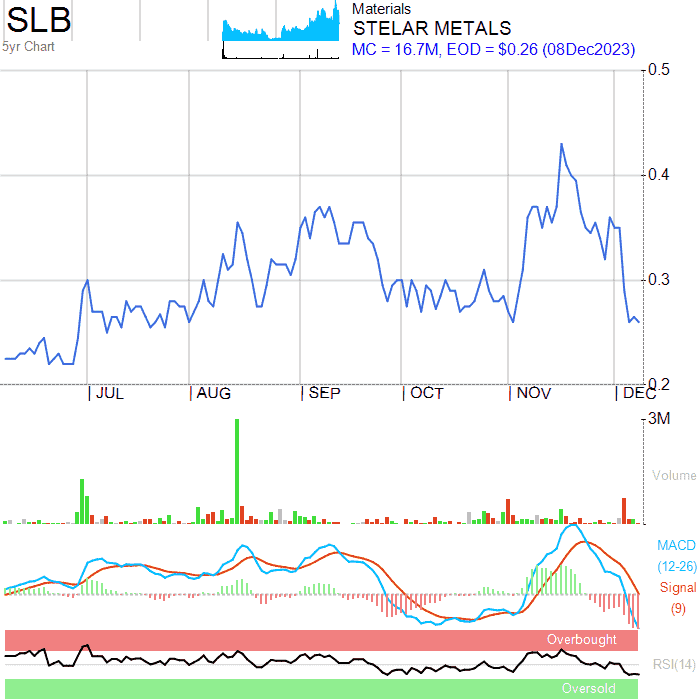 SLB
5yr Chart
Materials
STELAR METALS
MC = 16.7M, EOD = $0.26 (08Dec2023)
0.5
0.4
0.3
0.2
JUL AUG SEP OCT NOV DEC
3M
Volume
MACD
(12-26)
Signal
(9)
Overbought
RSI(14)
Oversold